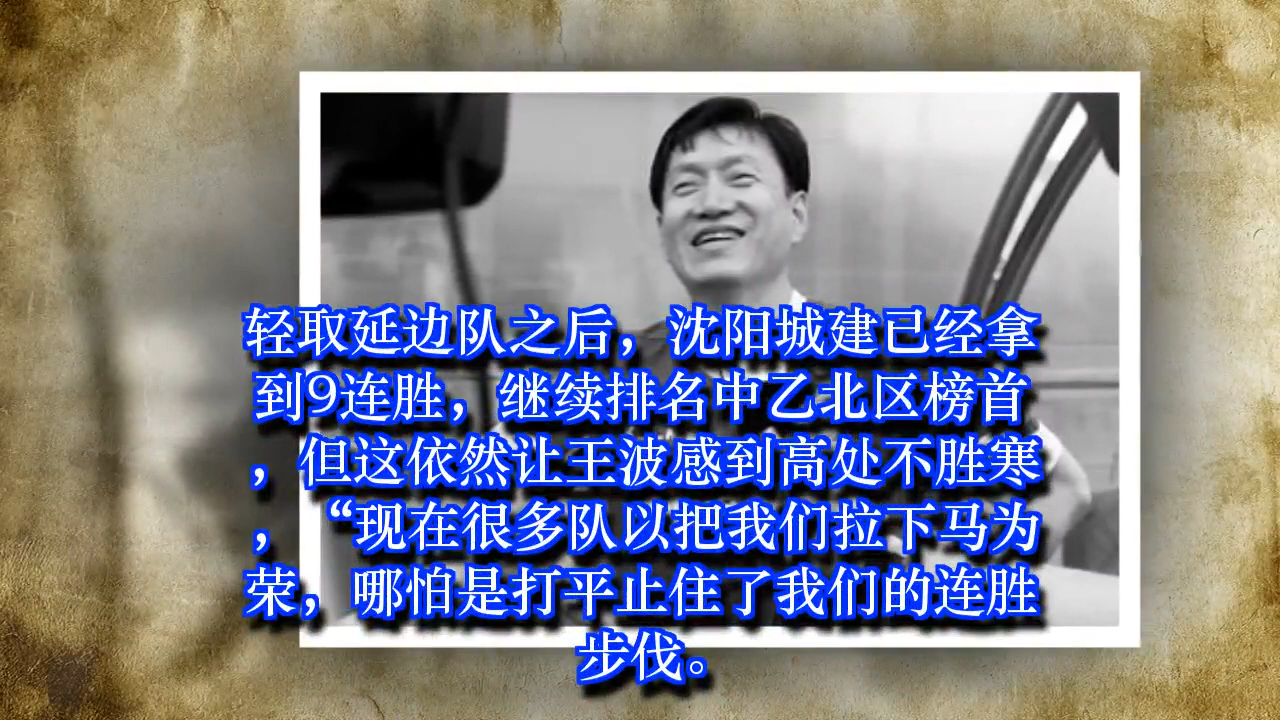 轻取延边队之后，沈阳城建已经拿
到9连胜，继续排名中乙北区榜首
，但这依然让王波感到高处不胜寒
，“现在很多队以把我们拉下马为
荣，哪怕是打平止住了我们的连胜
步伐。